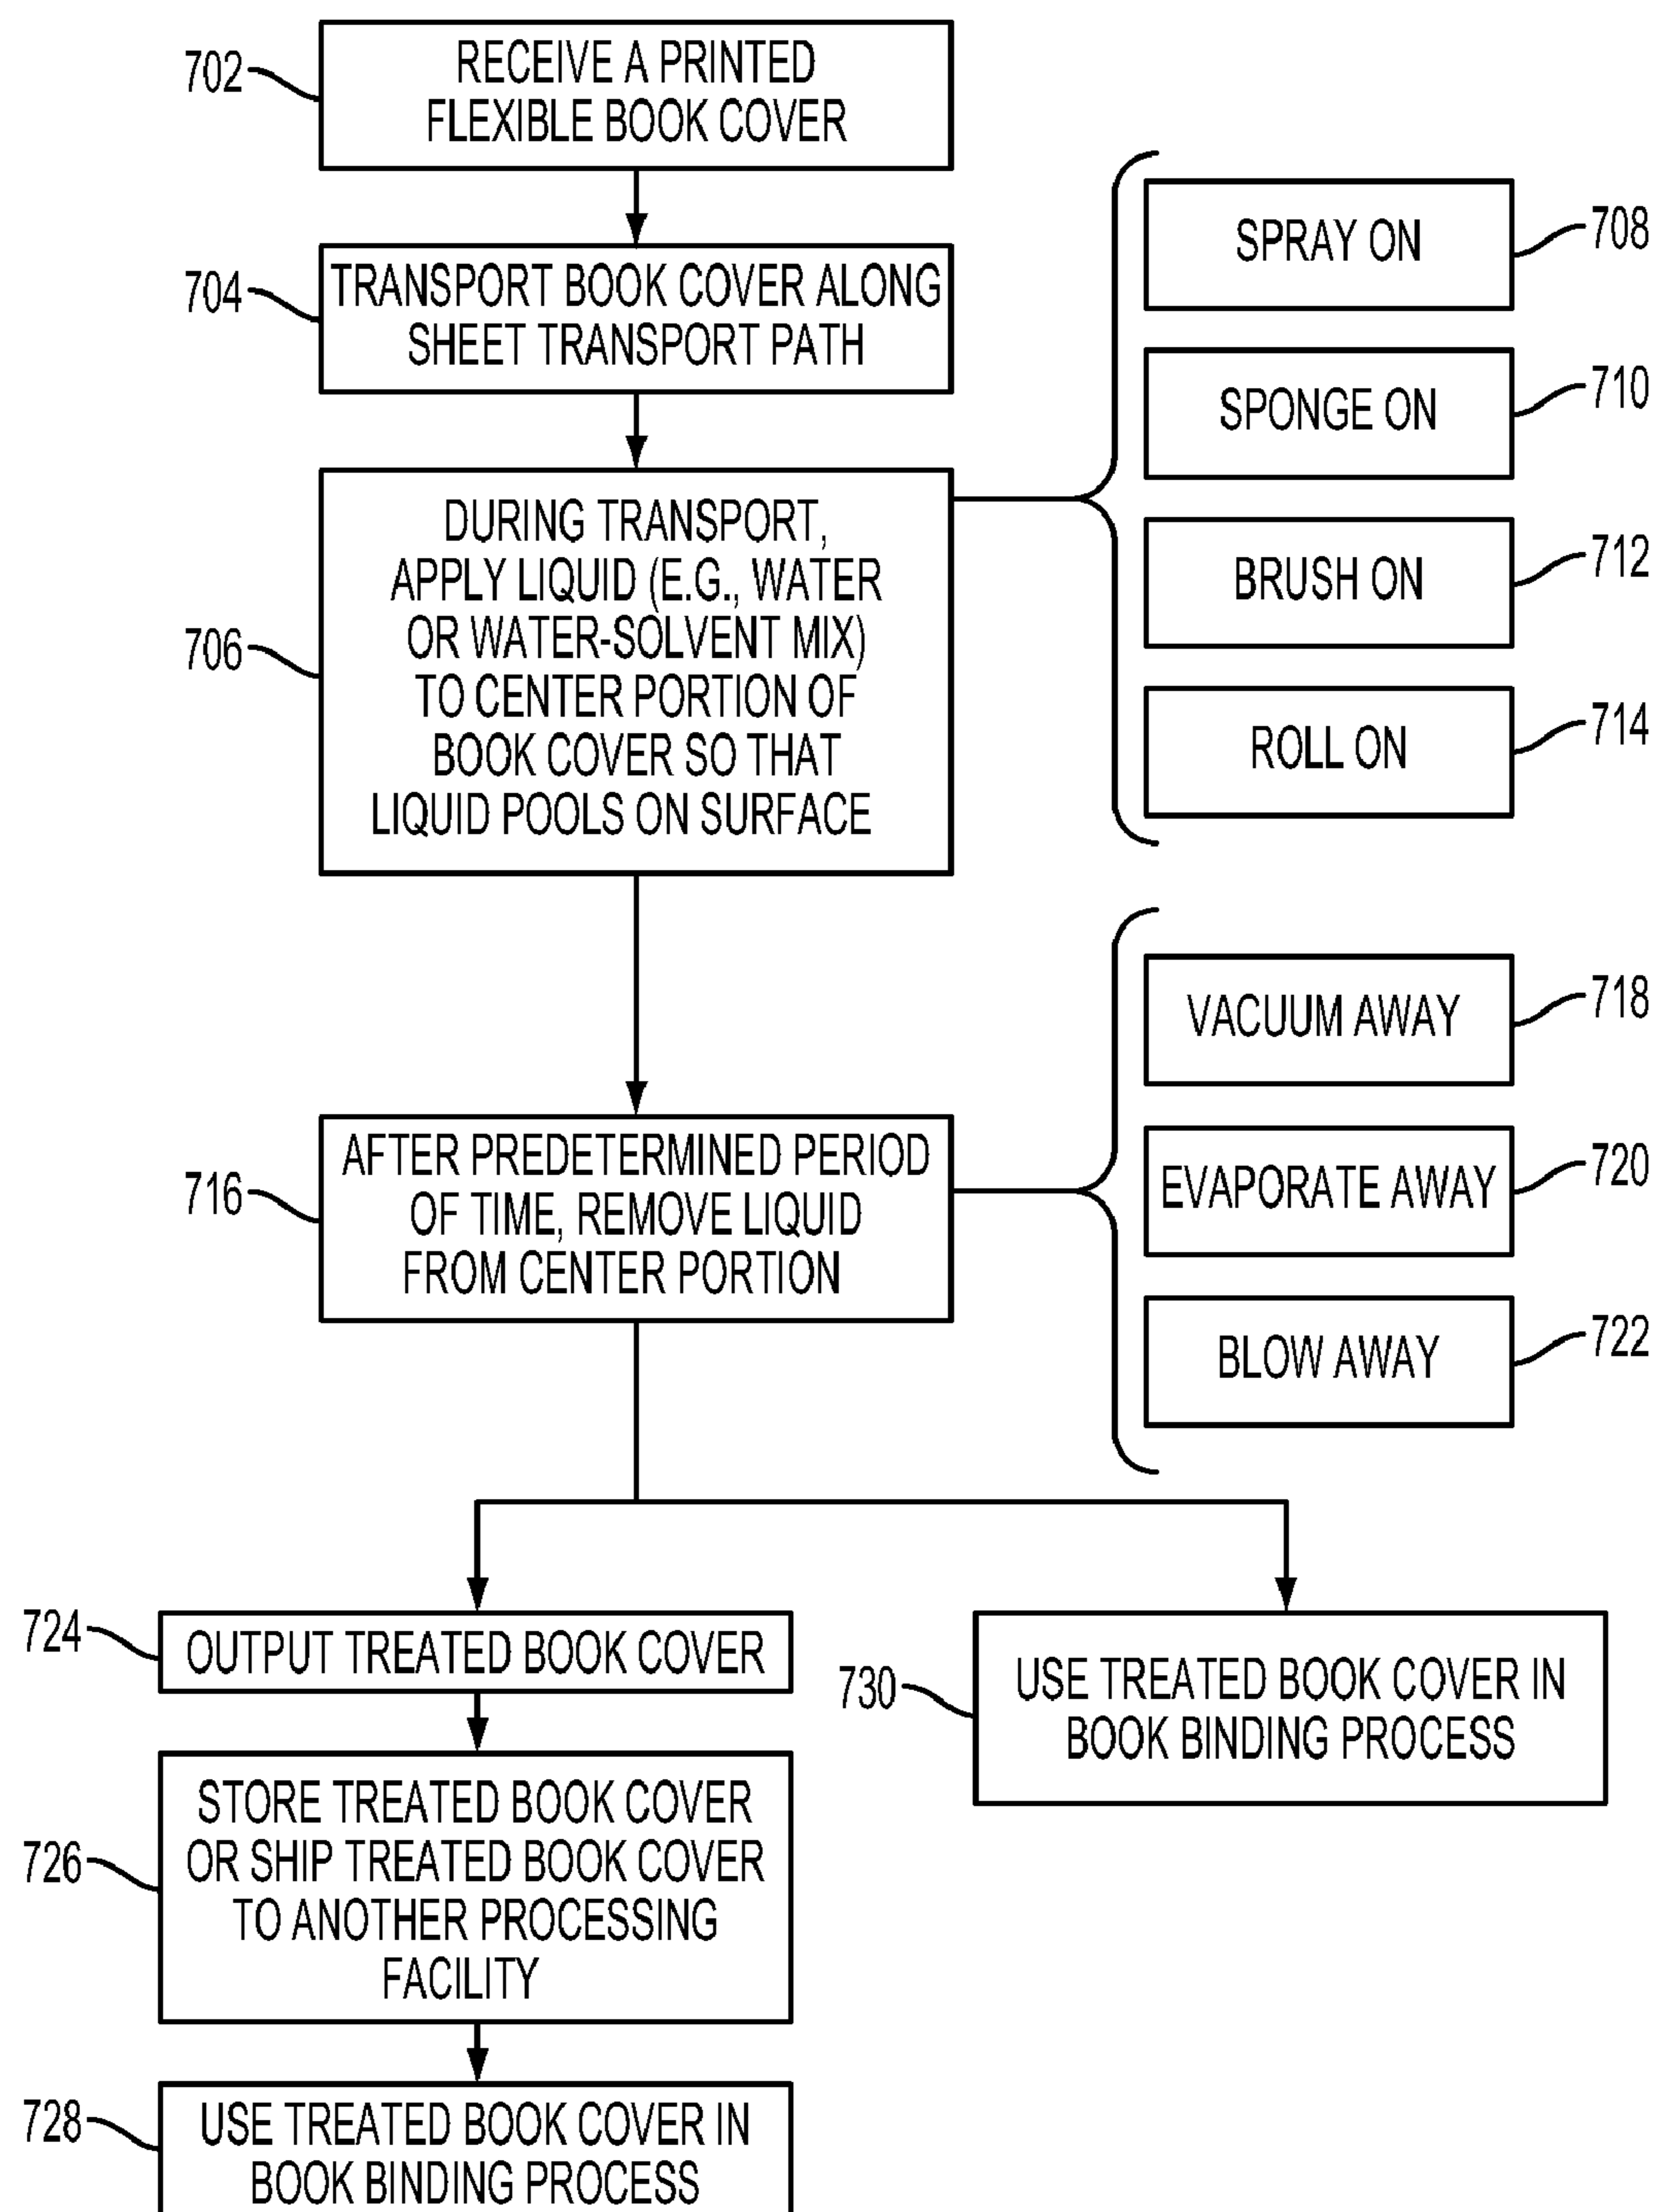 702
RECEIVE A PRINTED
FLEXIBLE BOOK COVER
704
TRANSPORT BOOK COVER ALONG
SHEET TRANSPORT PATH
706
DURING TRANSPORT,
APPLY LIQUID (E.G., WATER
OR WATER-SOLVENT MIX)
TO CENTER PORTION OF
BOOK COVER SO THAT
LIQUID POOLS ON SURFACE
SPRAY ON
708
SPONGE ON
710
BRUSH ON
712
ROLL ON
714
716
AFTER PREDETERMINED PERIOD
OF TIME, REMOVE LIQUID
FROM CENTER PORTION
VACUUM AWAY
718
EVAPORATE AWAY
720
BLOW AWAY
722
724
OUTPUT TREATED BOOK COVER
726
STORE TREATED BOOK COVER
OR SHIP TREATED BOOK COVER
TO ANOTHER PROCESSING
FACILITY
728
USE TREATED BOOK COVER IN
BOOK BINDING PROCESS
730
USE TREATED BOOK COVER IN
BOOK BINDING PROCESS